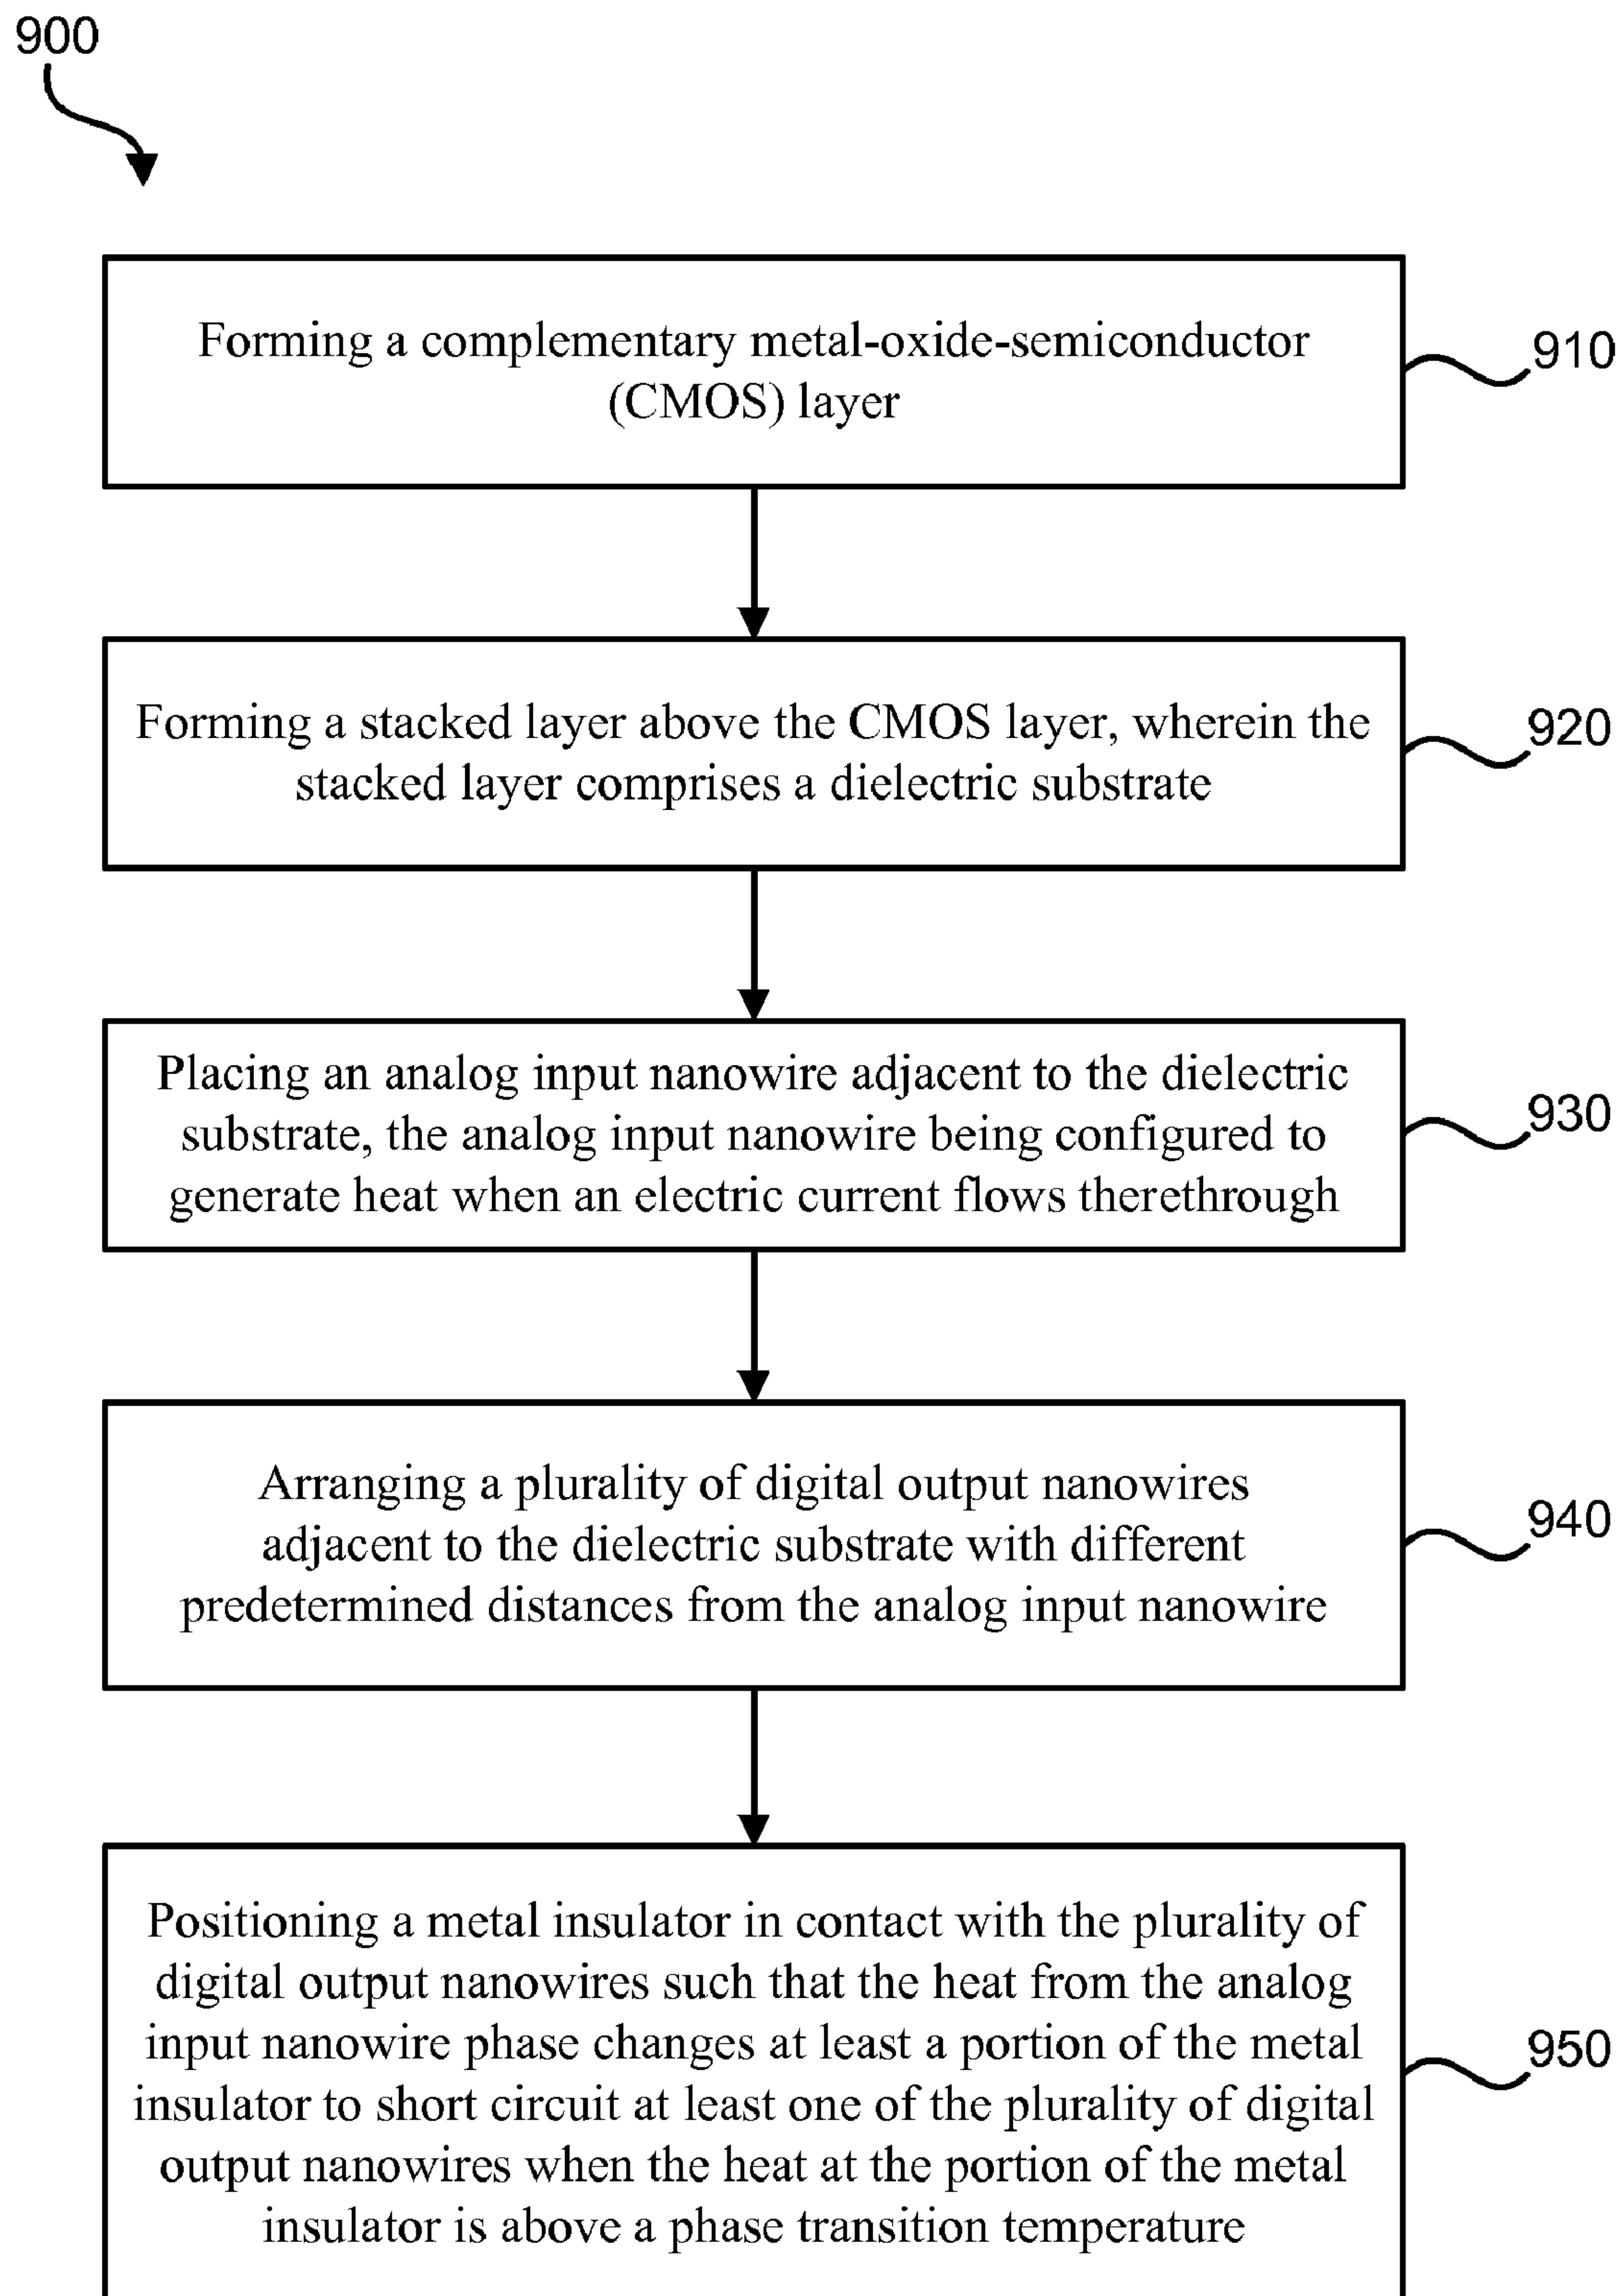 900
Forming a complementary metal-oxide-semiconductor
(CMOS) layer
910
Forming a stacked layer above the CMOS layer, wherein the
stacked layer comprises a dielectric substrate
920
Placing an analog input nanowire adjacent to the dielectric
substrate, the analog input nanowire being configured to
generate heat when an electric current flows therethrough
930
Arranging a plurality of digital output nanowires
adjacent to the dielectric substrate with different
predetermined distances from the analog input nanowire
940
Positioning a metal insulator in contact with the plurality of
digital output nanowires such that the heat from the analog
input nanowire phase changes at least a portion of the metal
insulator to short circuit at least one of the plurality of digital
output nanowires when the heat at the portion of the metal
insulator is above a phase transition temperature
950